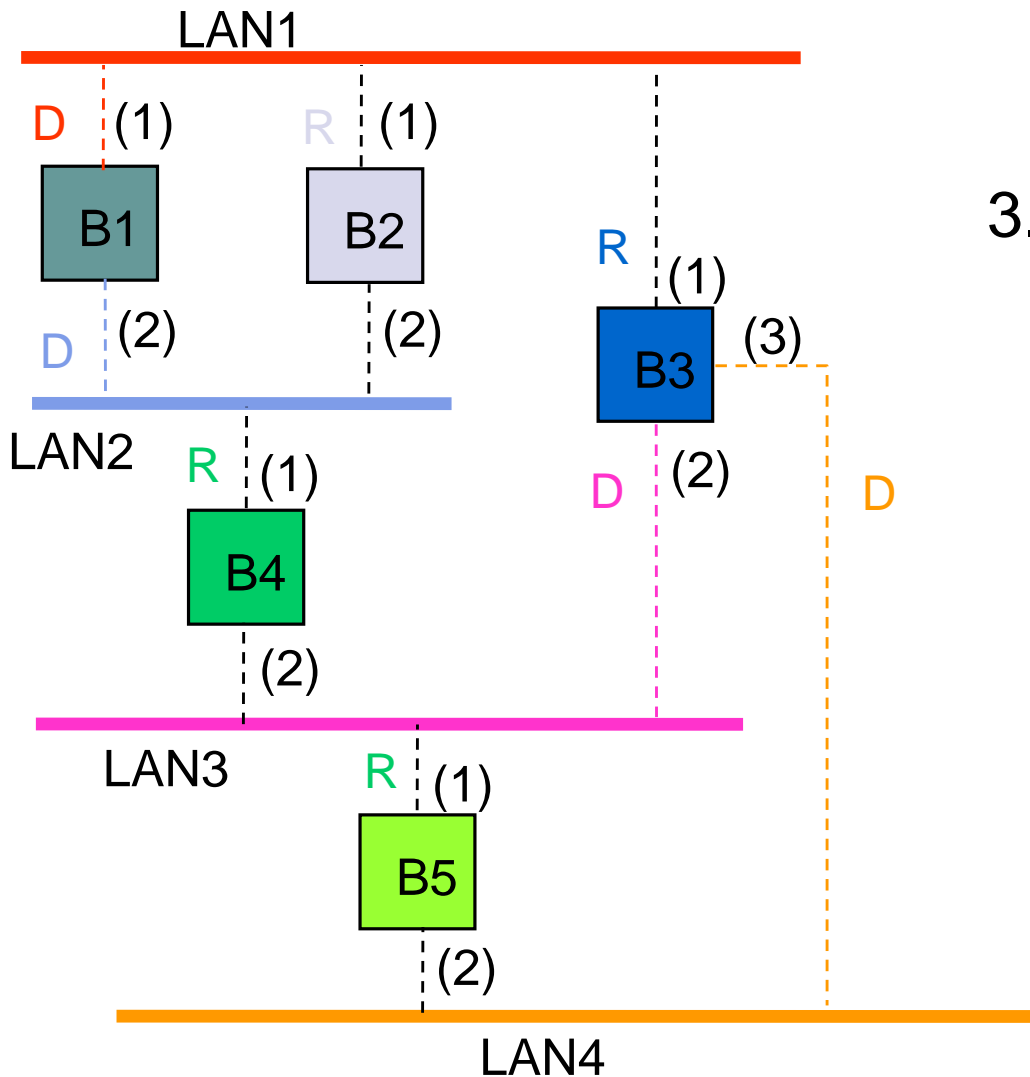 LAN1
D (1) R (1)
B1 B2 3.
R (1)
(2) (2) (3)
D B3
LAN2
R (1) (2)
D D
B4
(2)
LAN3
R (1)
B5
(2)
LAN4